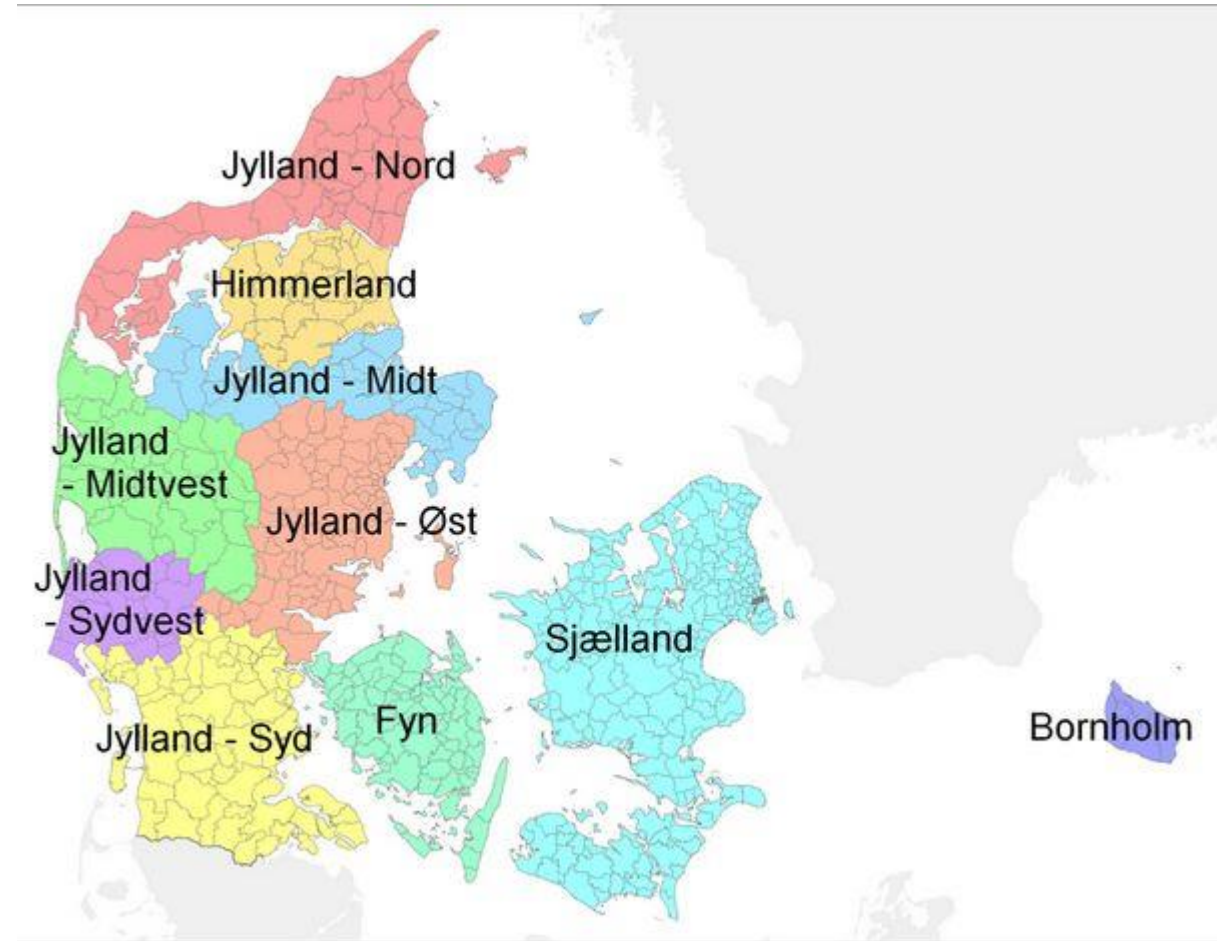 Jylland - Nord
Himmerland
Jylland - Midt
Jylland
- Midtvest
Jylland - Øst
Jylland
- Sydvest
Sjælland
Fyn
Jylland - Syd
Bornholm